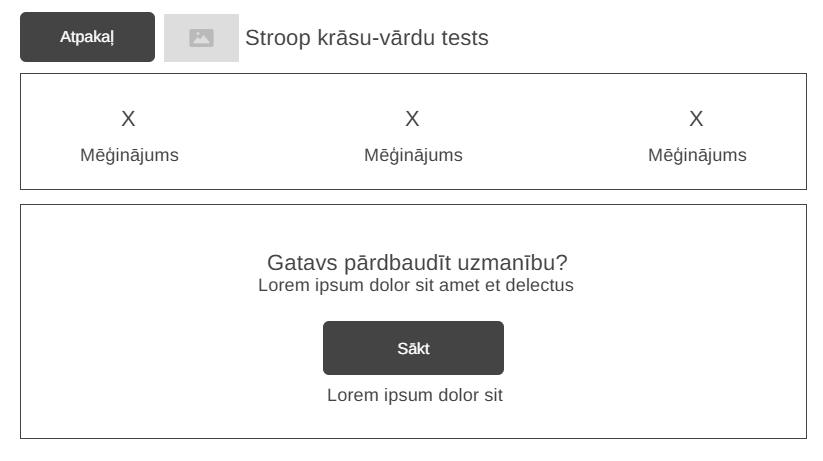 Atpakaļ
Stroop krāsu-vārdu tests
X
X
X
Mēģinājums
Mēģinājums
Mēģinājums
Gatavs pārdbaudīt uzmanību?
Lorem ipsum dolor sit amet et delectus
Sākt
Lorem ipsum dolor sit